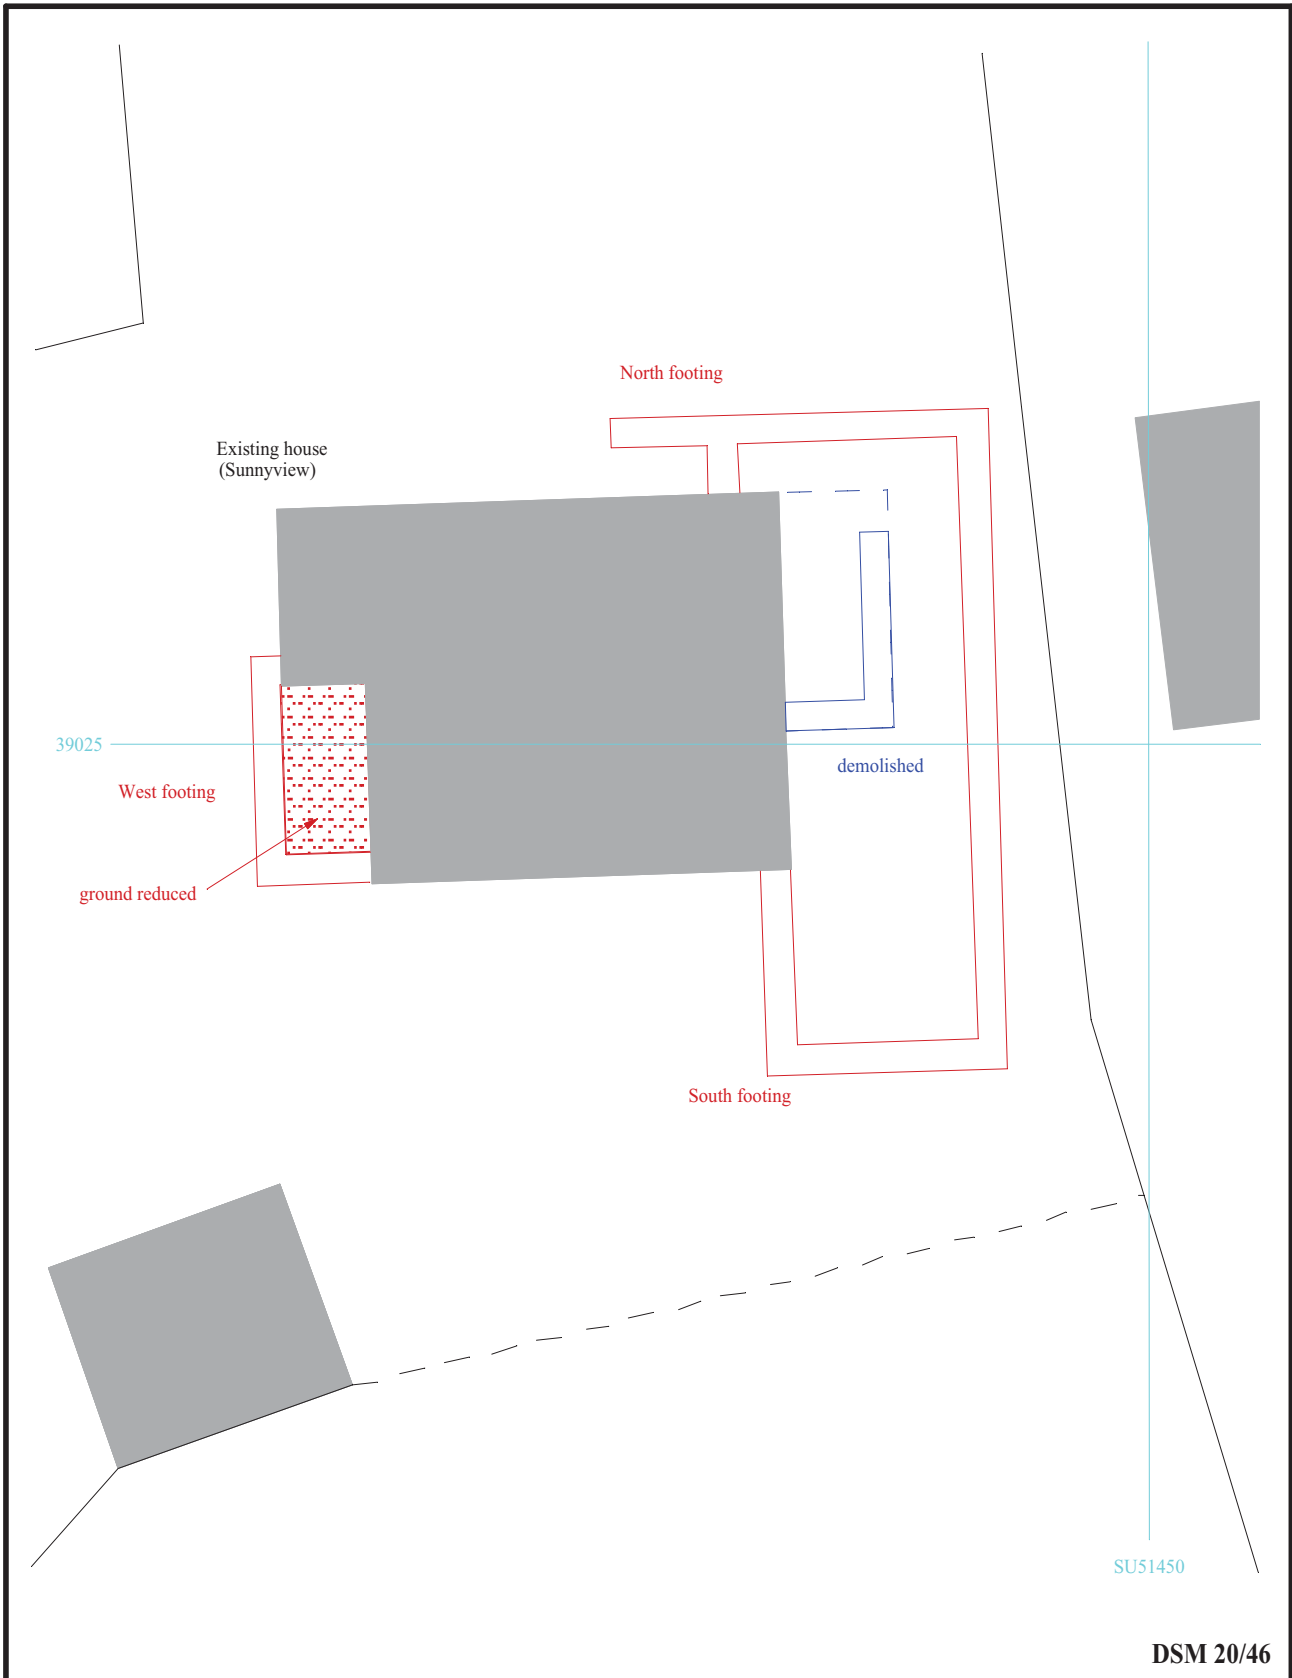 North footing
Existing house
(Sunnyview)
39025
demolished
West footing
ground reduced
South footing
SU51450
DSM 20/46